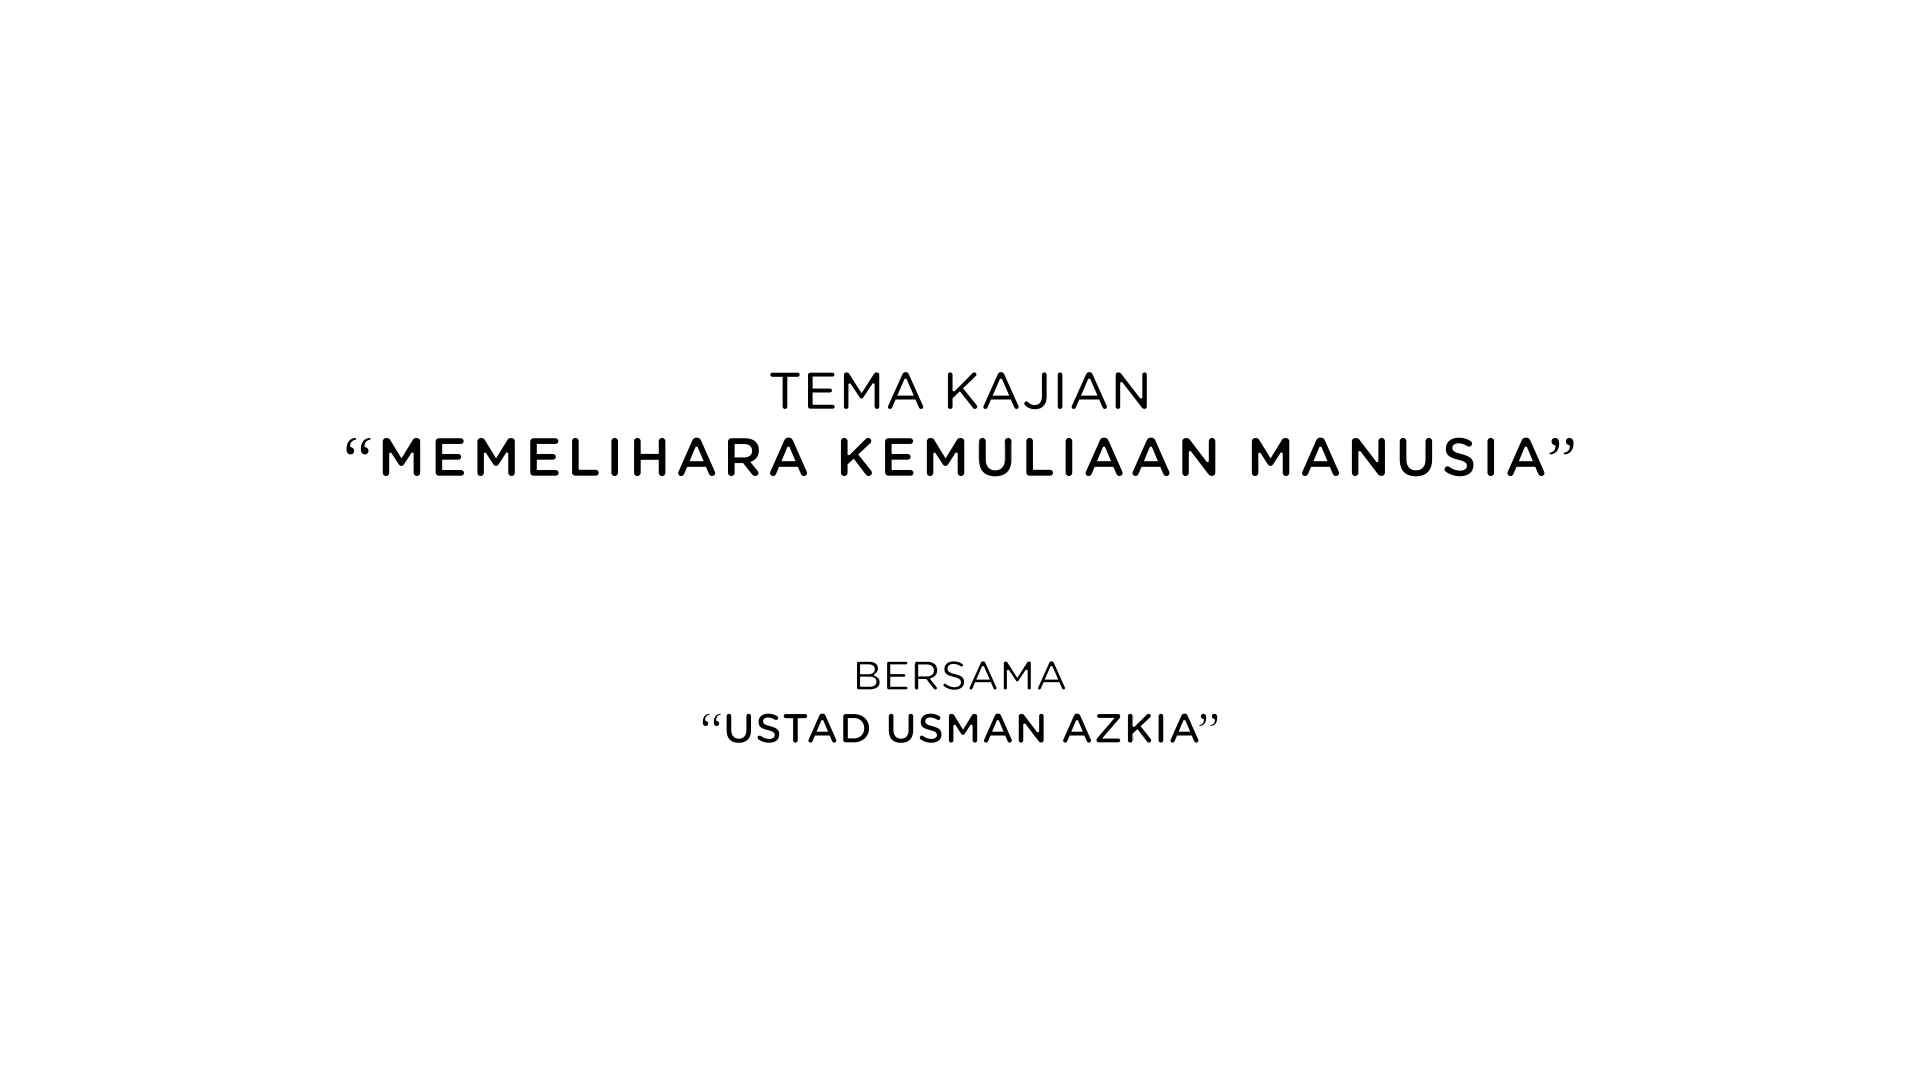 TEMA KAJIAN
“MEMELIHARA KEMULIAAN MANUSIA”
BERSAMA
“USTAD USMAN AZKIA”